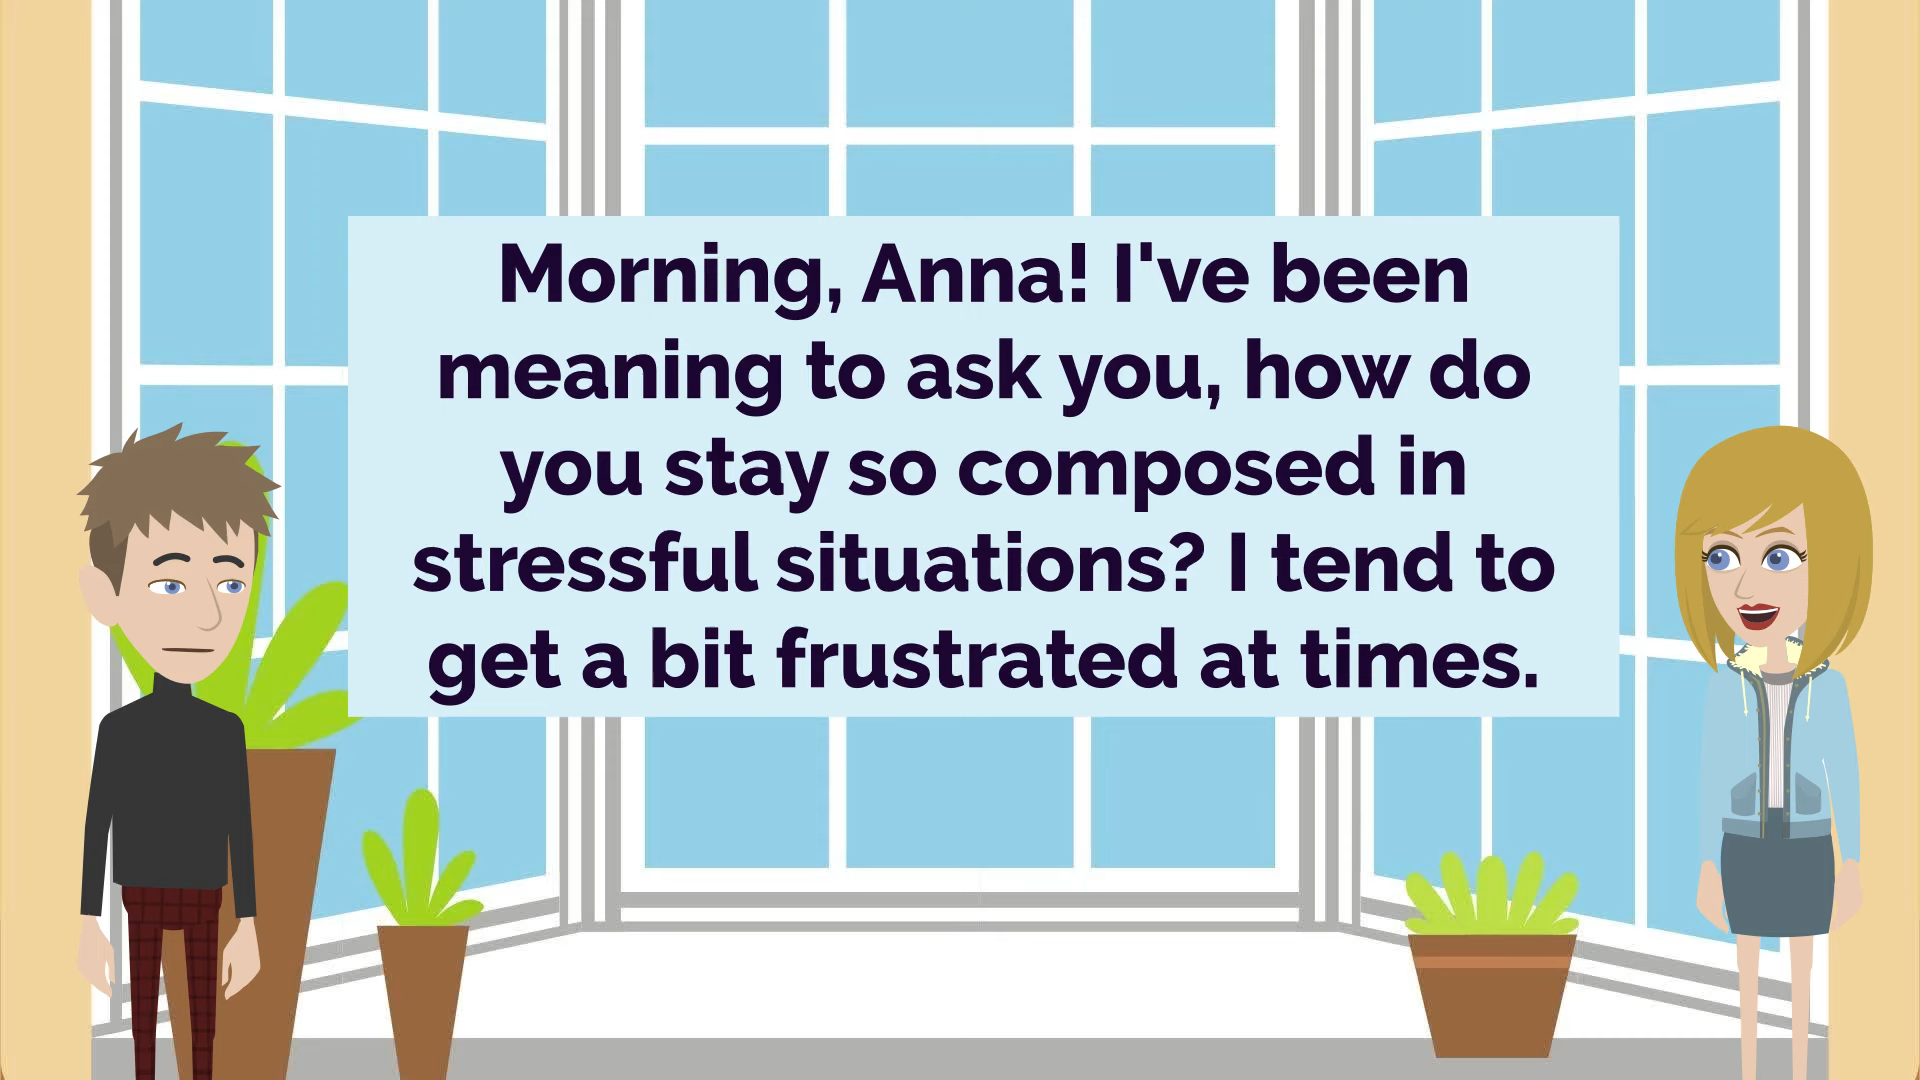 Morning, Anna! I've been
meaning to ask you, how do
you stay so composed in
stressful situations? I tend to
get a bit frustrated at times.